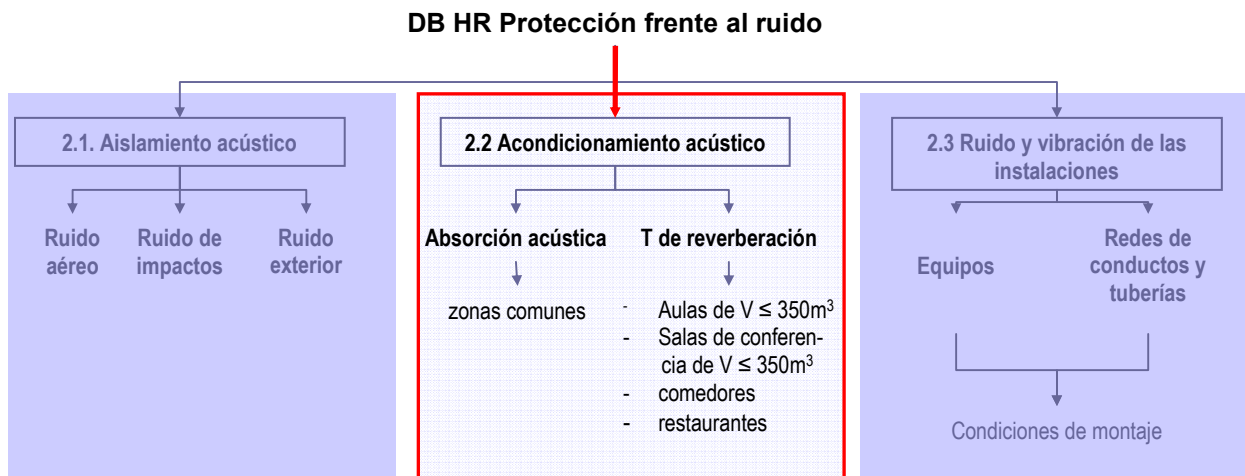 DB HR Protección frente al ruido
2.1. Aislamiento acústico
Ruido aéreo
Ruido de impactos
Ruido exterior
2.2 Acondicionamiento acústico
Absorción acústica
zonas comunes
T de reverberación
- Aulas de V ≤ 350m³
- Salas de conferen-
cia de V ≤ 350m³
- comedores
- restaurantes
2.3 Ruido y vibración de las
instalaciones
Equipos
Redes de
conductos y
tuberías
Condiciones de montaje